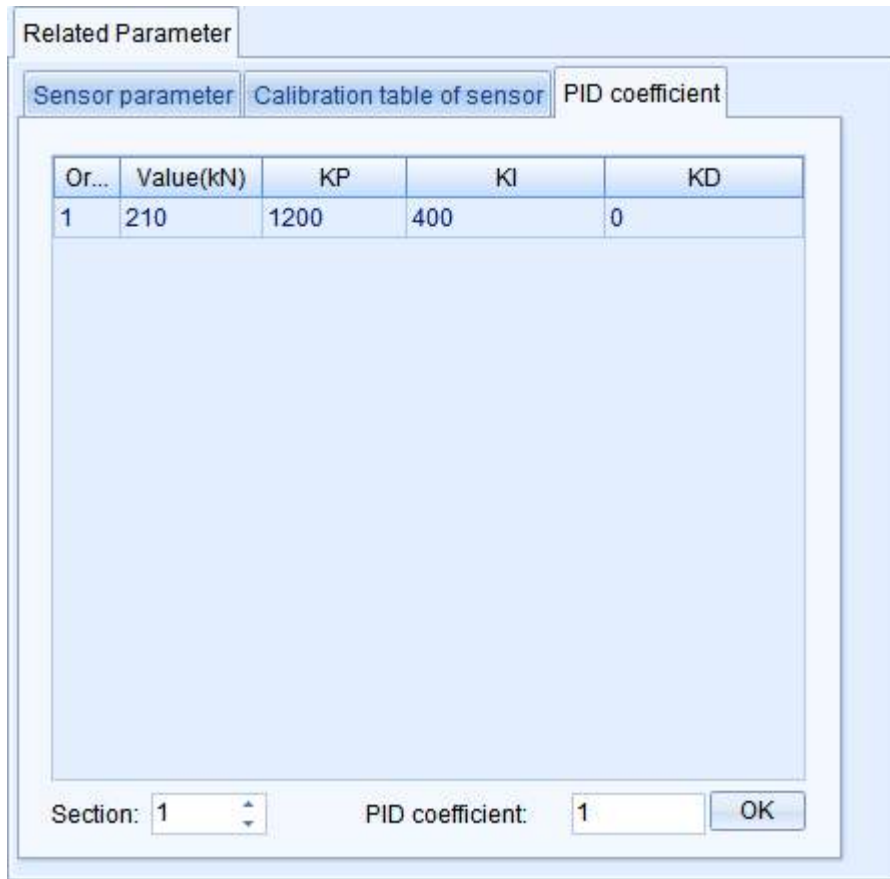 Related Parameter
Sensor parameter Calibration table of sensor PID coefficient
Or... Value(kN) KP KI KD
1 210 1200 400 0
Section: 1 PID coefficient: 1 OK